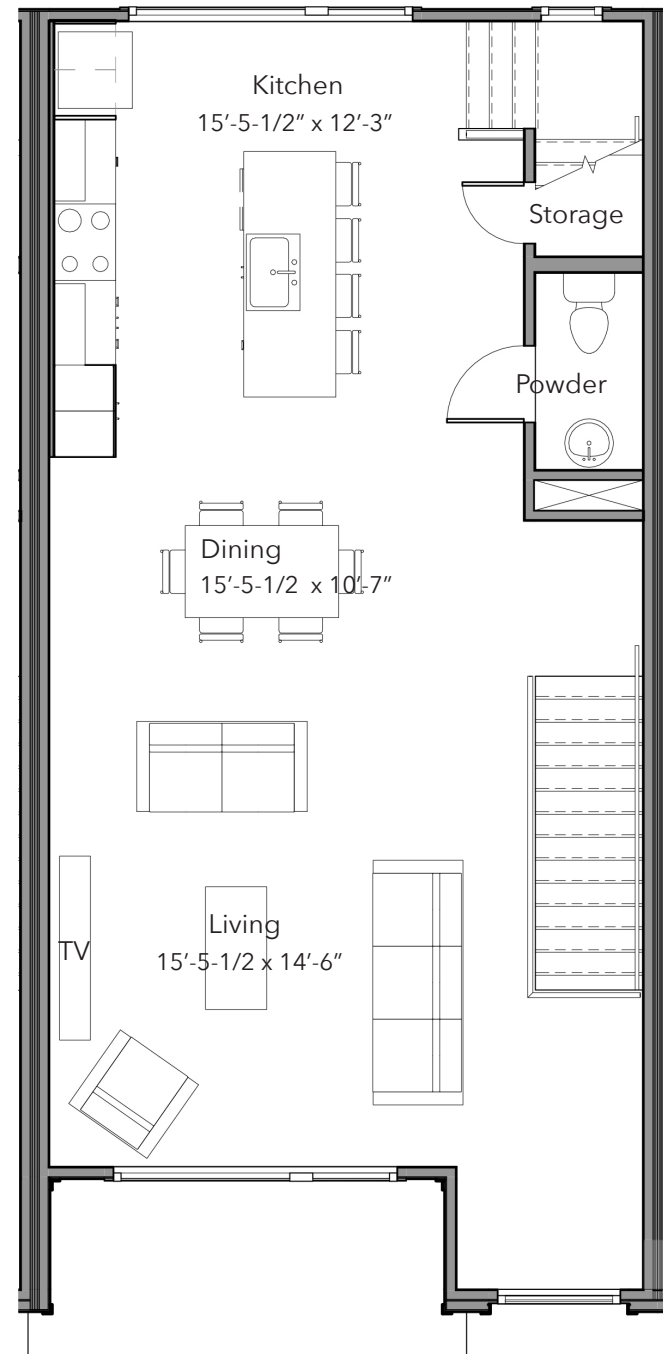 Kitchen
15'-5-1/2” x 12'-3”
Storage
Powder
Dining
15'-5-1/2 x 10'-7”
Living
15'-5-1/2 x 14'-6”
TV